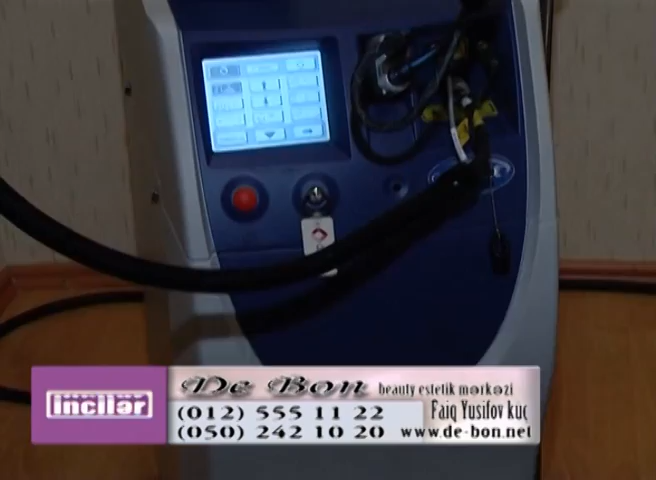 De Bon beauty estetik mərkəzi
incilər
(012) 555 11 22 Faiq Yusifov küç
(050) 242 10 20 www.de-bon.net